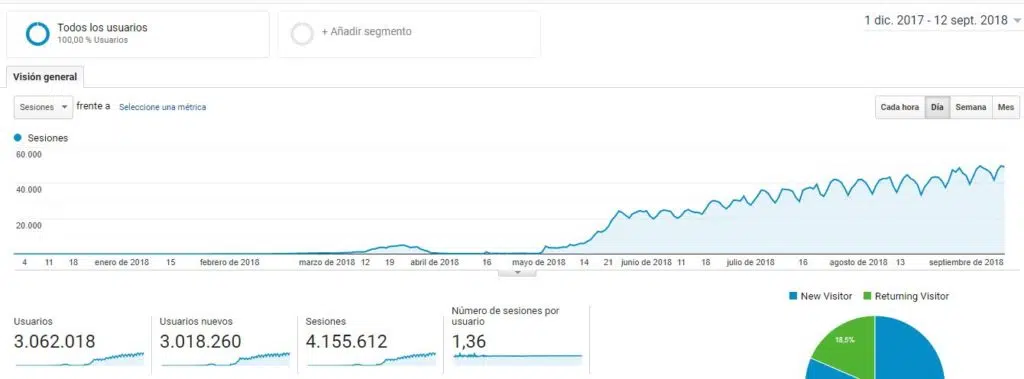 Todos los usuarios
100,00 % Usuarios
+ Añadir segmento
1 dic. 2017 - 12 sept. 2018
Visión general
Sesiones
frente a
Seleccione una métrica
Cada hora
Día
Semana
Mes
Sesiones
60.000
40.000
20.000
4 11 18 enero de 2018 15 febrero de 2018 marzo de 2018 12 19 abril de 2018 16 mayo de 2018 14 21 junio de 2018 11 18 julio de 2018 16 agosto de 2018 13 septiembre de 2018
Usuarios
3.062.018
Usuarios nuevos
3.018.260
Sesiones
4.155.612
Número de sesiones por
usuario
1,36
New Visitor
Returning Visitor
18,5%